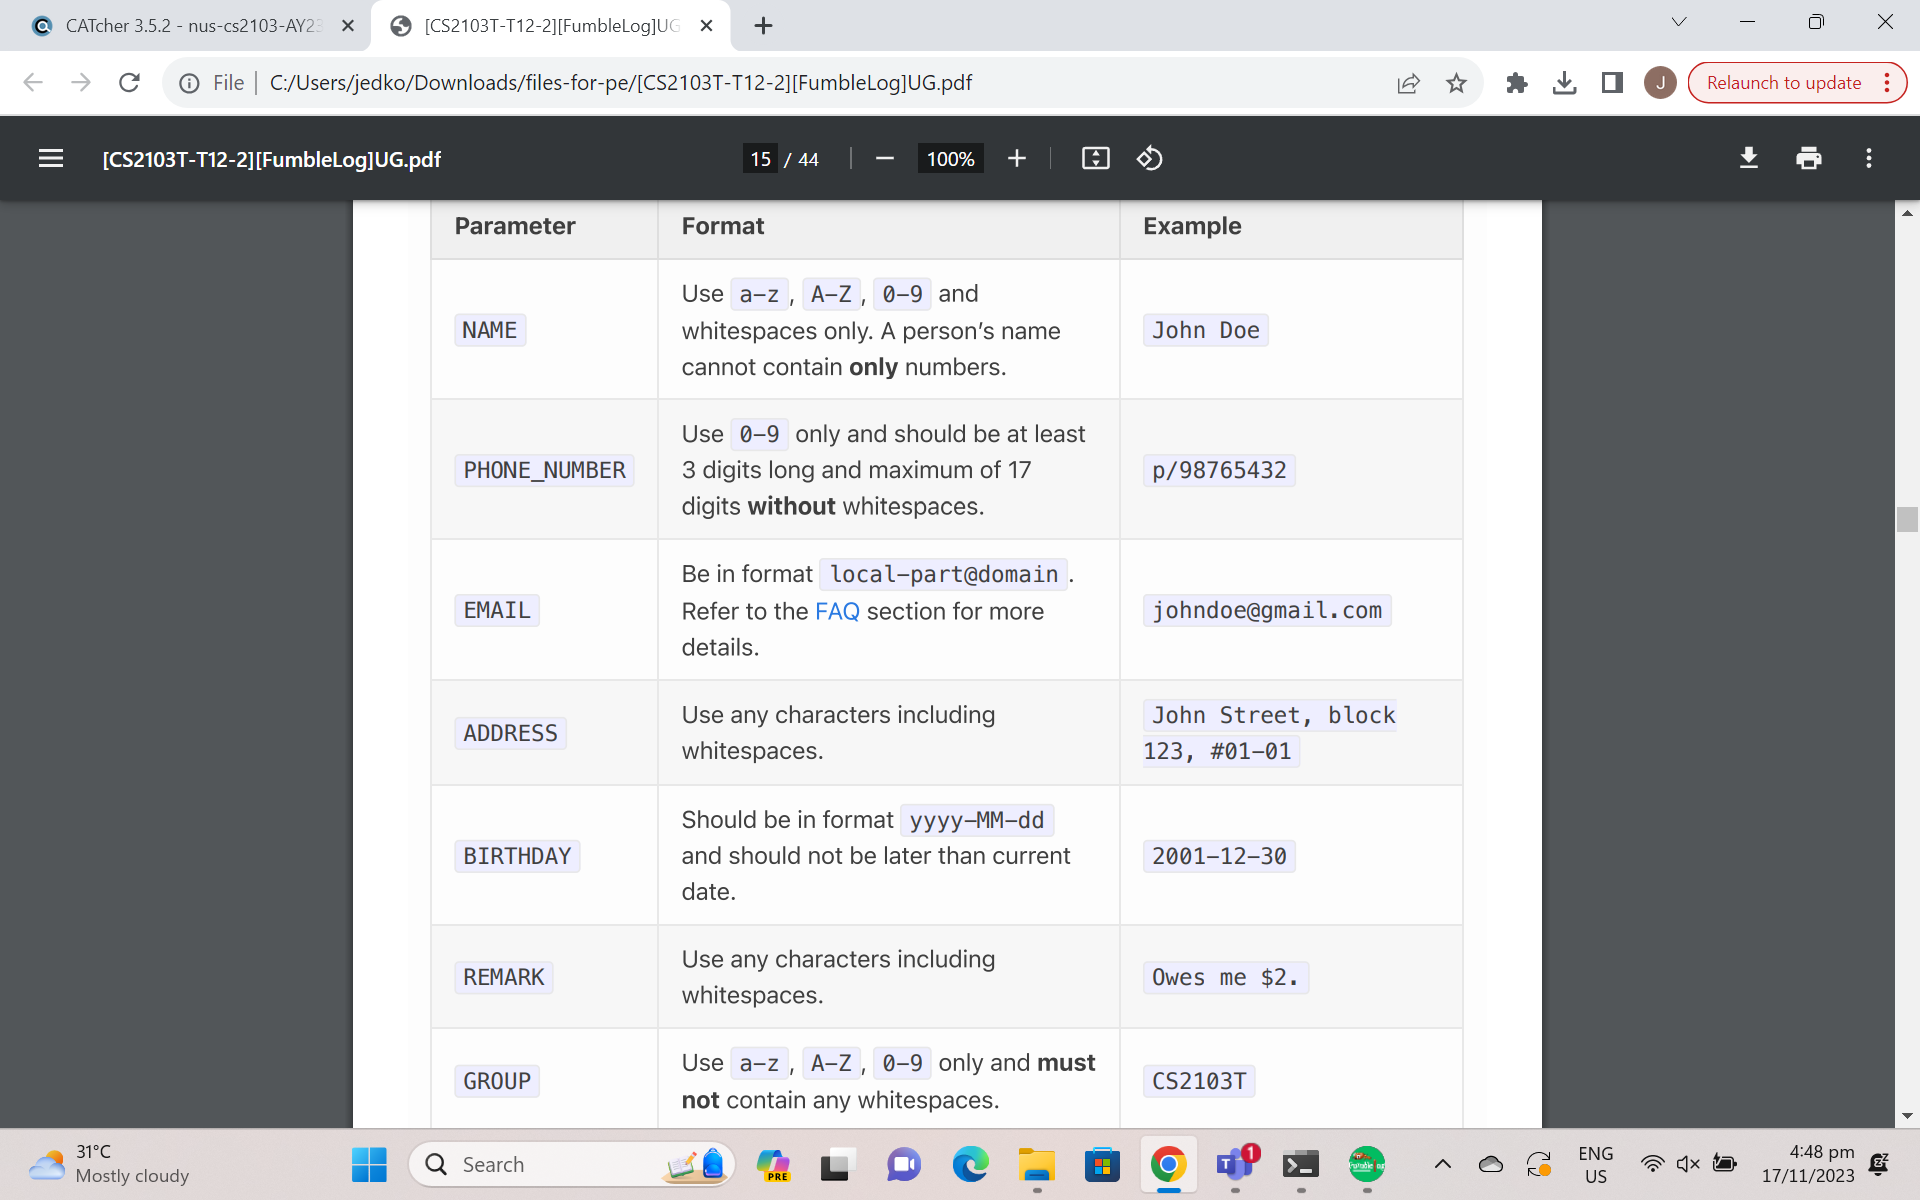 CATcher 3.5.2 - nus-cs2103-AY23
[CS2103T-T12-2][FumbleLog]UG
File
C:/Users/jedko/Downloads/files-for-pe/[CS2103T-T12-2][FumbleLog]UG.pdf
J
Relaunch to update
[CS2103T-T12-2][FumbleLog]UG.pdf
15 / 44
100%
Parameter Format Example
NAME
Use a-z, A-Z, 0-9 and
whitespaces only. A person's name
cannot contain only numbers.
John Doe
PHONE_NUMBER
Use 0-9 only and should be at least
3 digits long and maximum of 17
digits without whitespaces.
p/98765432
EMAIL
Be in format local-part@domain.
Refer to the FAQ section for more
details.
johndoe@gmail.com
ADDRESS
Use any characters including
whitespaces.
John Street, block
123, #01-01
BIRTHDAY
Should be in format yyyy-MM-dd
and should not be later than current
date.
2001-12-30
REMARK
Use any characters including
whitespaces.
Owes me $2.
GROUP
Use a-z, A-Z, 0-9 only and must
not contain any whitespaces.
CS2103T
31°C
Mostly cloudy
Search
PRE
1
ENG
US
4:48 pm
17/11/2023